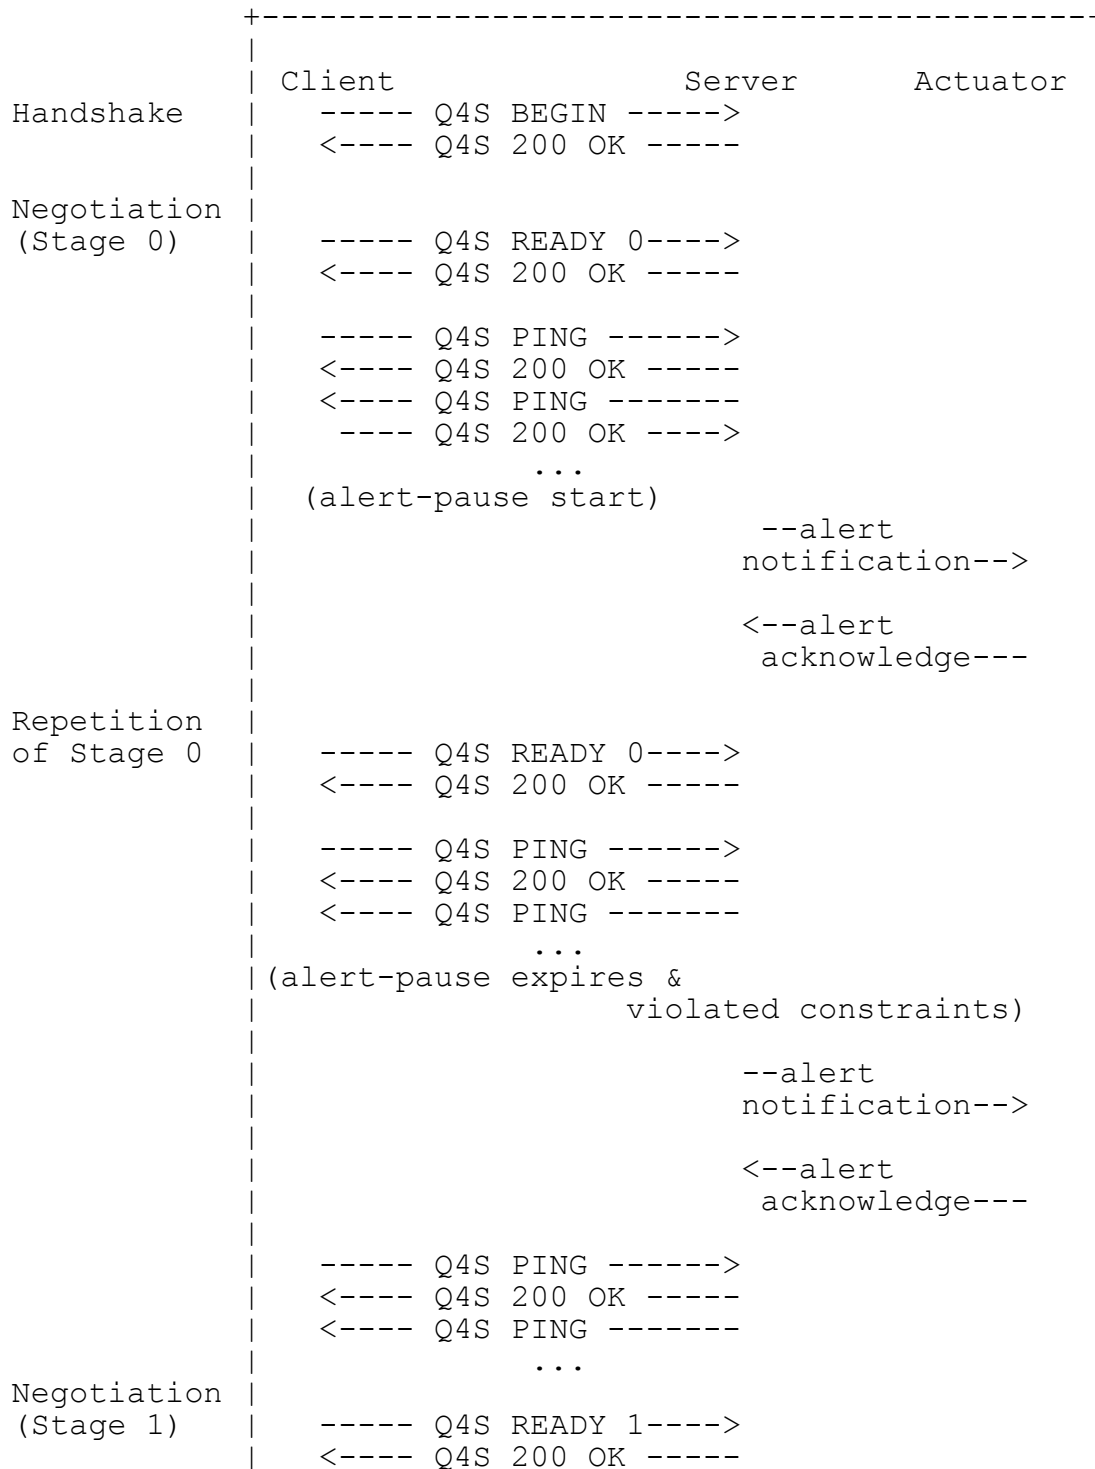 +--------------------------------------------
|
| Client               Server      Actuator
Handshake   |   ----- Q4S BEGIN ----->
|   <---- Q4S 200 OK -----
|
Negotiation |
(Stage 0)   |   ----- Q4S READY 0---->
|   <---- Q4S 200 OK -----
|
|   ----- Q4S PING ------>
|   <---- Q4S 200 OK -----
|   <---- Q4S PING -------
|    ---- Q4S 200 OK ---->
|              ...
|  (alert-pause start)
|                          --alert
|                         notification-->
|
|                         <--alert
|                          acknowledge---
|
Repetition  |
of Stage 0  |   ----- Q4S READY 0---->
|   <---- Q4S 200 OK -----
|
|   ----- Q4S PING ------>
|   <---- Q4S 200 OK -----
|   <---- Q4S PING -------
|              ...
|(alert-pause expires &
|                   violated constraints)
|
|                         --alert
|                         notification-->
|
|                         <--alert
|                          acknowledge---
|
|   ----- Q4S PING ------>
|   <---- Q4S 200 OK -----
|   <---- Q4S PING -------
|              ...
Negotiation |
(Stage 1)   |   ----- Q4S READY 1---->
|   <---- Q4S 200 OK -----